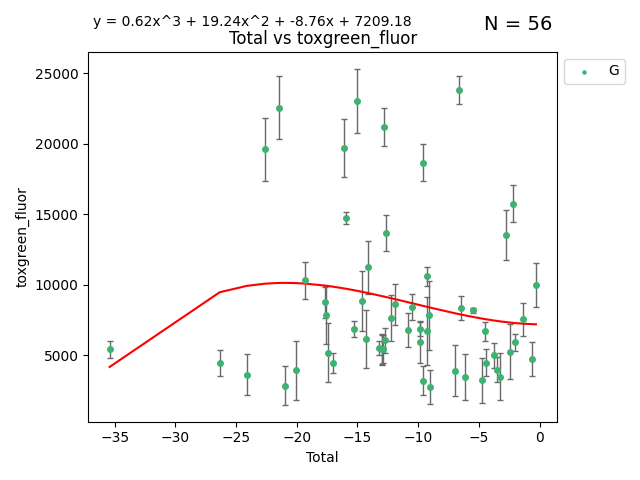 y = 0.62x^3 + 19.24x^2 + -8.76x + 7209.18
N = 56
Total vs toxgreen_fluor
G
25000
20000
15000
10000
5000
toxgreen_fluor
−35 −30 −25 −20 −15 −10 −5 0
Total